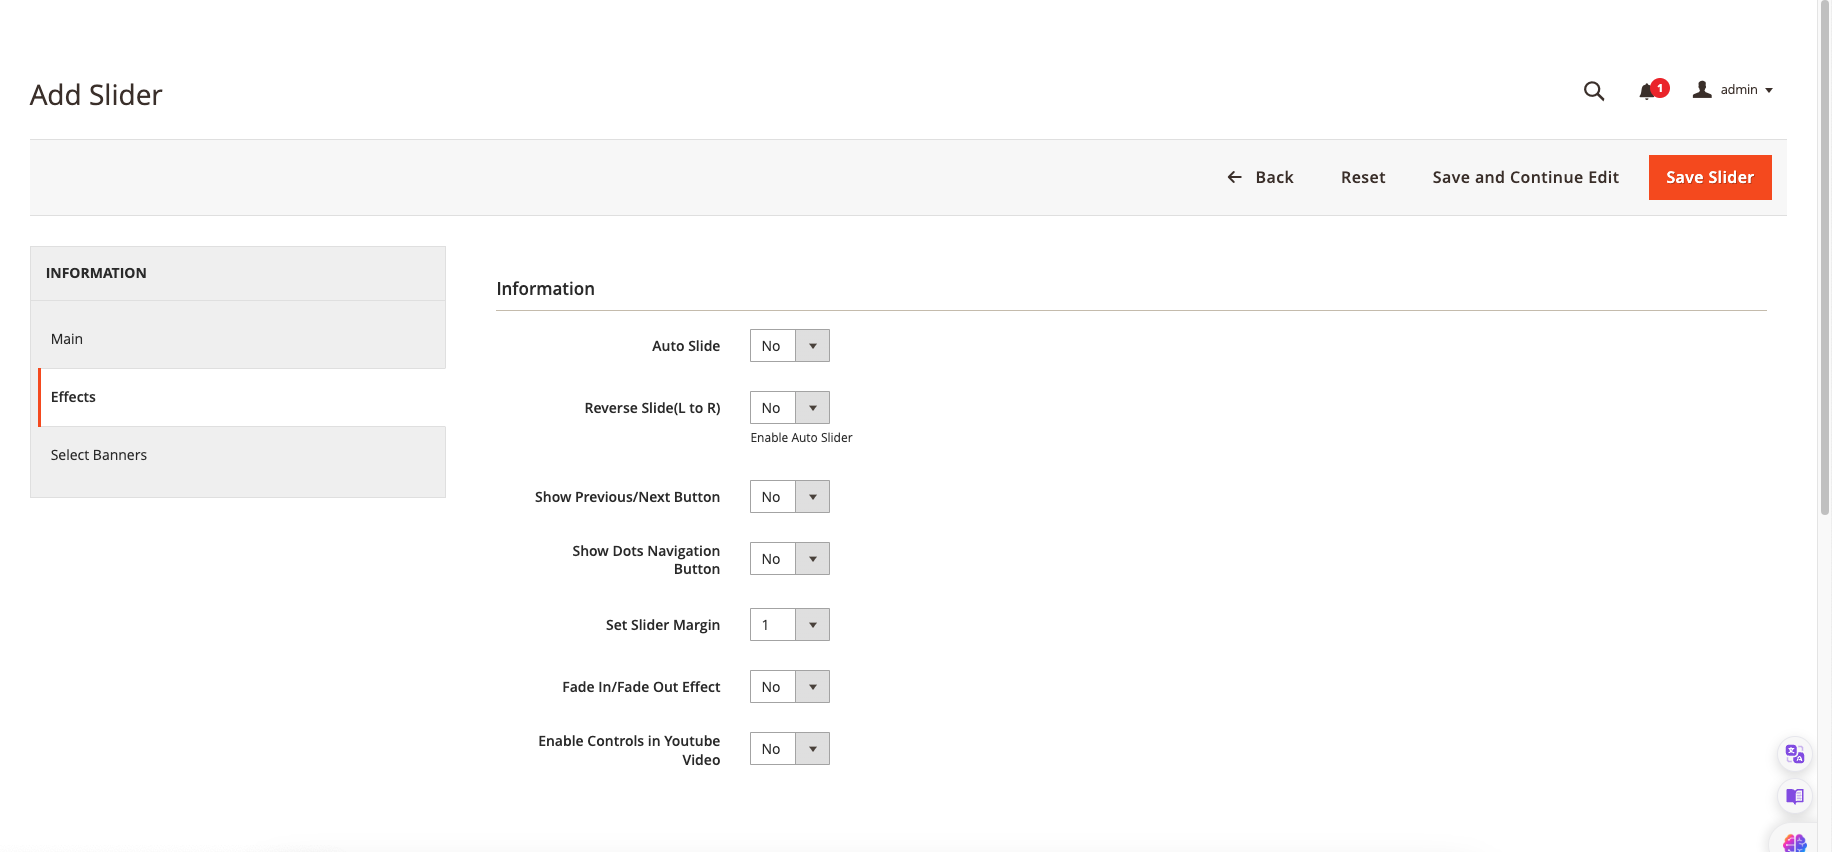 Add Slider
1
admin
Back
Reset
Save and Continue Edit
Save Slider
INFORMATION
Main
Effects
Select Banners
Information
Auto Slide
No
Reverse Slide(L to R)
No
Enable Auto Slider
Show Previous/Next Button
No
Show Dots Navigation
Button
No
Set Slider Margin
1
Fade In/Fade Out Effect
No
Enable Controls in Youtube
Video
No